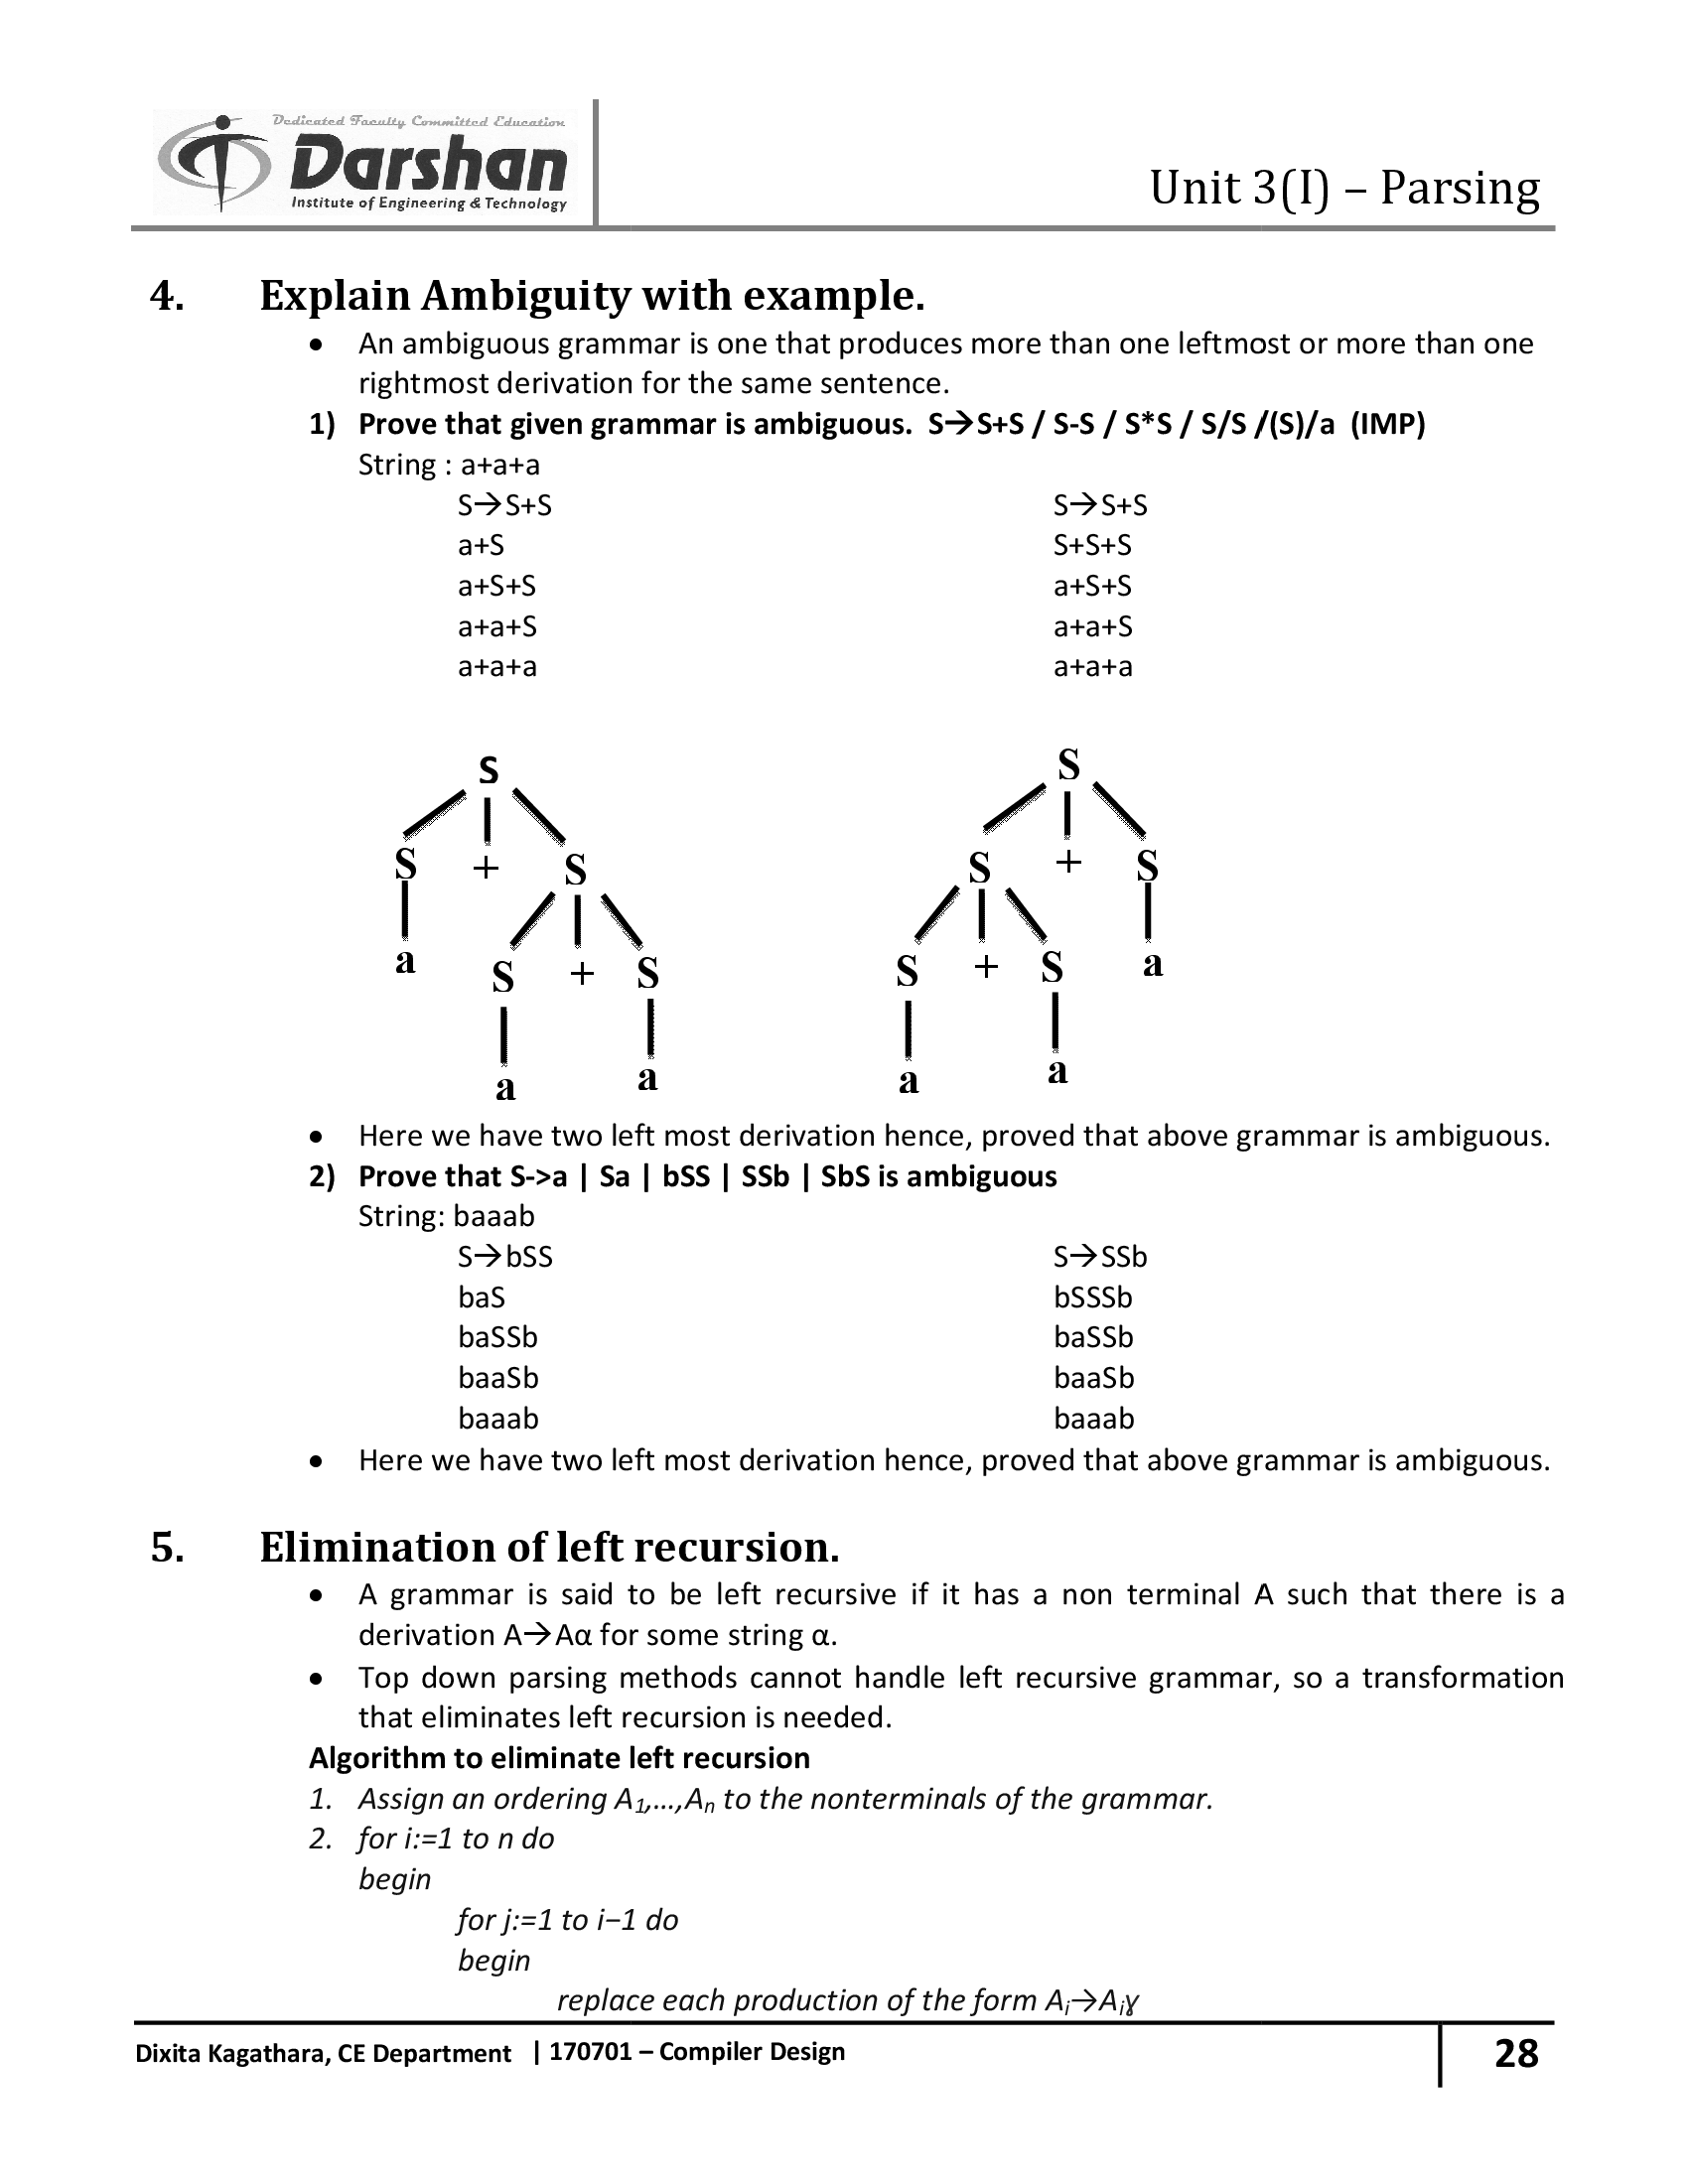 Dedicated Faculty Committed Education
Darshan
Institute of Engineering & Technology
Unit 3(I) – Parsing
4. Explain Ambiguity with example.
• An ambiguous grammar is one that produces more than one leftmost or more than one
rightmost derivation for the same sentence.
1) Prove that given grammar is ambiguous. S→S+S / S-S / S*S / S/S /(S)/a (IMP)
String : a+a+a
S→S+S S→S+S
a+S S+S+S
a+S+S a+S+S
a+a+S a+a+S
a+a+a a+a+a
S S
S + S S + S
a S + S S + S a
a a a a
• Here we have two left most derivation hence, proved that above grammar is ambiguous.
2) Prove that S->a | Sa | bSS | SSb | SbS is ambiguous
String: baaab
S→bSS S→SSb
baS bSSSb
baSSb baSSb
baaSb baaSb
baaab baaab
• Here we have two left most derivation hence, proved that above grammar is ambiguous.
5. Elimination of left recursion.
• A grammar is said to be left recursive if it has a non terminal A such that there is a
derivation A→Aα for some string α.
• Top down parsing methods cannot handle left recursive grammar, so a transformation
that eliminates left recursion is needed.
Algorithm to eliminate left recursion
1. Assign an ordering A₁,…,Aₙ to the nonterminals of the grammar.
2. for i:=1 to n do
begin
for j:=1 to i−1 do
begin
replace each production of the form Aᵢ→Aᵢɣ
Dixita Kagathara, CE Department | 170701 – Compiler Design 28